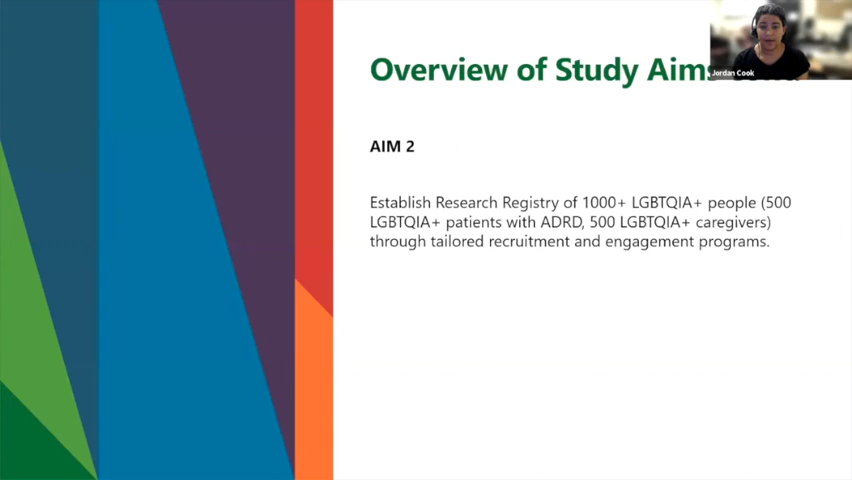 Overview of Study Aims
Jordan Cook
AIM 2
Establish Research Registry of 1000+ LGBTQIA+ people (500
LGBTQIA+ patients with ADRD, 500 LGBTQIA+ caregivers)
through tailored recruitment and engagement programs.